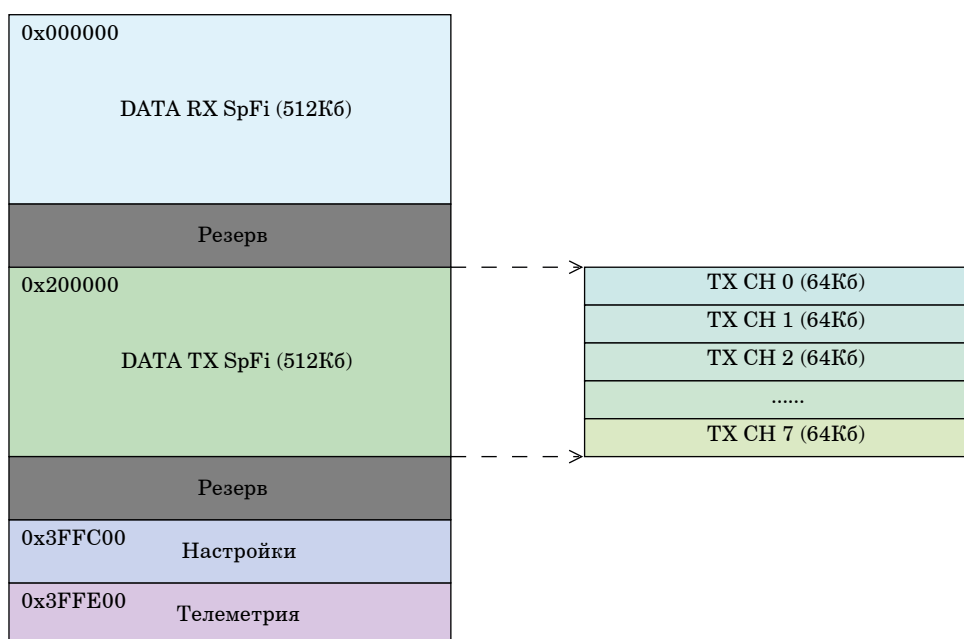 0x000000
DATA RX SpFi (512Кб)
Резерв
0x200000
DATA TX SpFi (512Кб)
TX CH 0 (64Кб)
TX CH 1 (64Кб)
TX CH 2 (64Кб)
......
TX CH 7 (64Кб)
Резерв
0x3FFC00
Настройки
0x3FFE00
Телеметрия